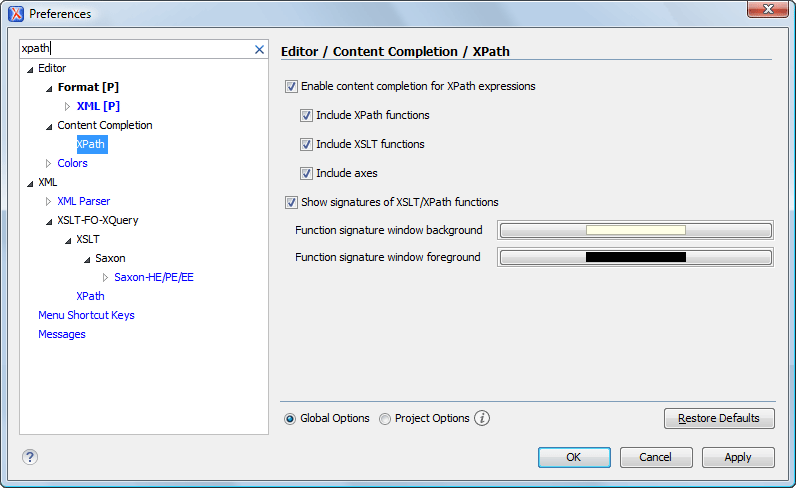 Preferences
xpath
Editor
Format [P]
XML [P]
Content Completion
XPath
Colors
XML
XML Parser
XSLT-FO-XQuery
XSLT
Saxon
Saxon-HE/PE/EE
XPath
Menu Shortcut Keys
Messages
Editor / Content Completion / XPath
Enable content completion for XPath expressions
Include XPath functions
Include XSLT functions
Include axes
Show signatures of XSLT/XPath functions
Function signature window background
Function signature window foreground
Global Options Project Options
Restore Defaults
OK Cancel Apply